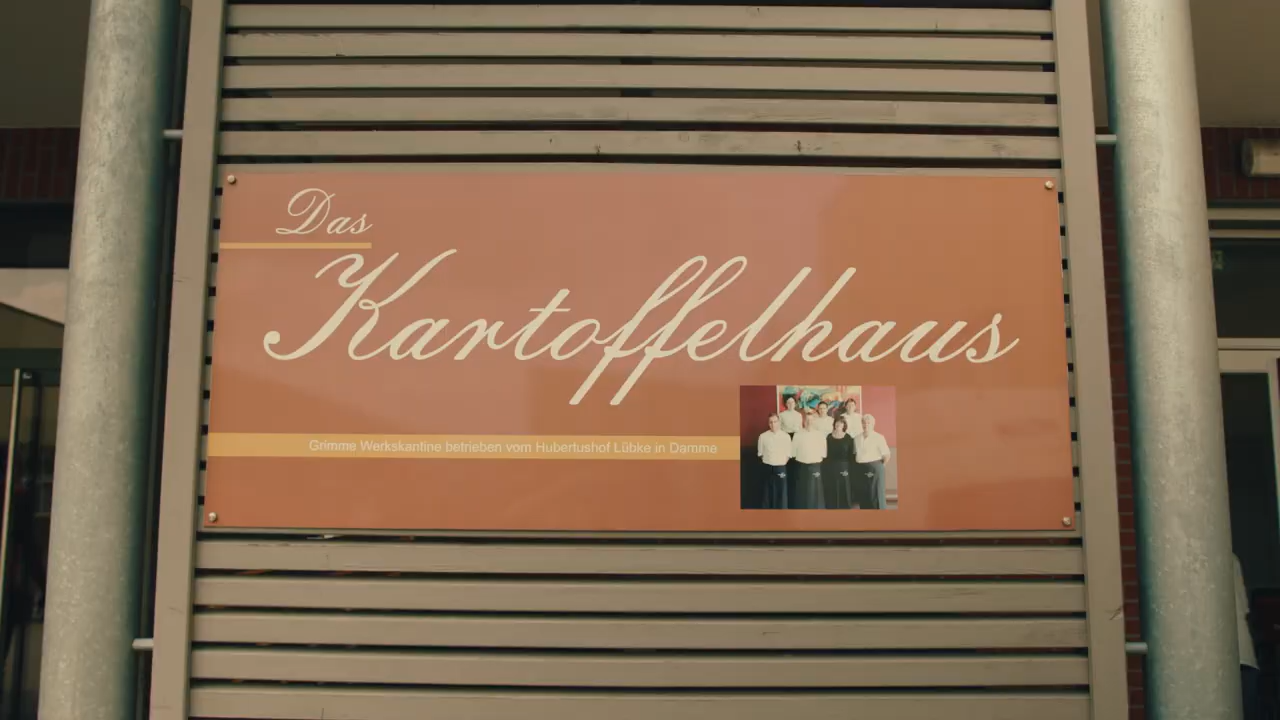 Das
Kartoffelhaus
Grimme Werkskantine betrieben vom Hubertushof Lübke in Damme